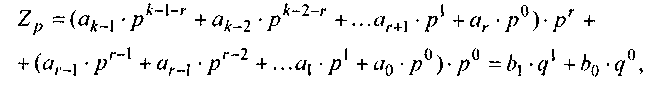 Z_p = (a_{k-1} · p^{k-1-r} + a_{k-2} · p^{k-2-r} + ...a_{r+1} · p^1 + a_r · p^0) · p^r +
+ (a_{r-1} · p^{r-1} + a_{r-1} · p^{r-2} + ...a_1 · p^1 + a_0 · p^0) · p^0 = b_1 · q^1 + b_0 · q^0,